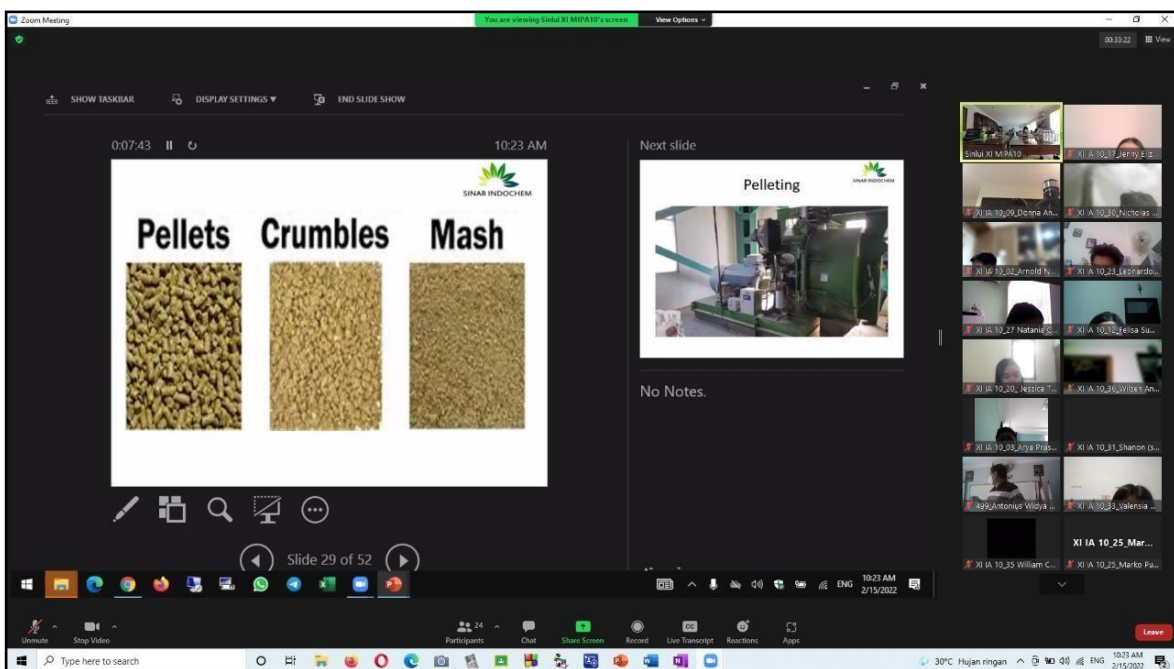 Zoom Meeting
You are viewing Sinlui XI MIPA10's screen
View Options
00:33:22
View
SHOW TASKBAR
DISPLAY SETTINGS
END SLIDE SHOW
0:07:43
10:23 AM
SINAR INDOCHEM
Pellets Crumbles Mash
Next slide
Pelleting
SINAR INDOCHEM
No Notes.
Slide 29 of 52
ENG
10:23 AM
2/15/2022
Sinlui XI MIPA10
XI IA 10_17_Jenny Eliz
XI IA 10_09_Donna An...
XI IA 10_30_Nicholas ...
XI IA 10_02_Arnold N...
XI IA 10_23_Leonardo...
XI IA 10_27 Natania C...
XI IA 10_12_Felisa Su...
XI IA 10_20_ Jessica T...
XI IA 10_36_Wilsen An...
XI IA 10_03_Arya Pras...
XI IA 10_31_Shanon (s...
499_Antonius Widya ...
XI IA 10_33_Valensia ...
XI IA 10_35 William C...
XI IA 10_25_Mar...
XI IA 10_25_Marko Pu...
Unmute
Stop Video
24
Participants
Chat
Share Screen
Record
CC
Live Transcript
Reactions
Apps
Leave
Type here to search
30°C Hujan ringan
ENG
10:23 AM
2/15/2022